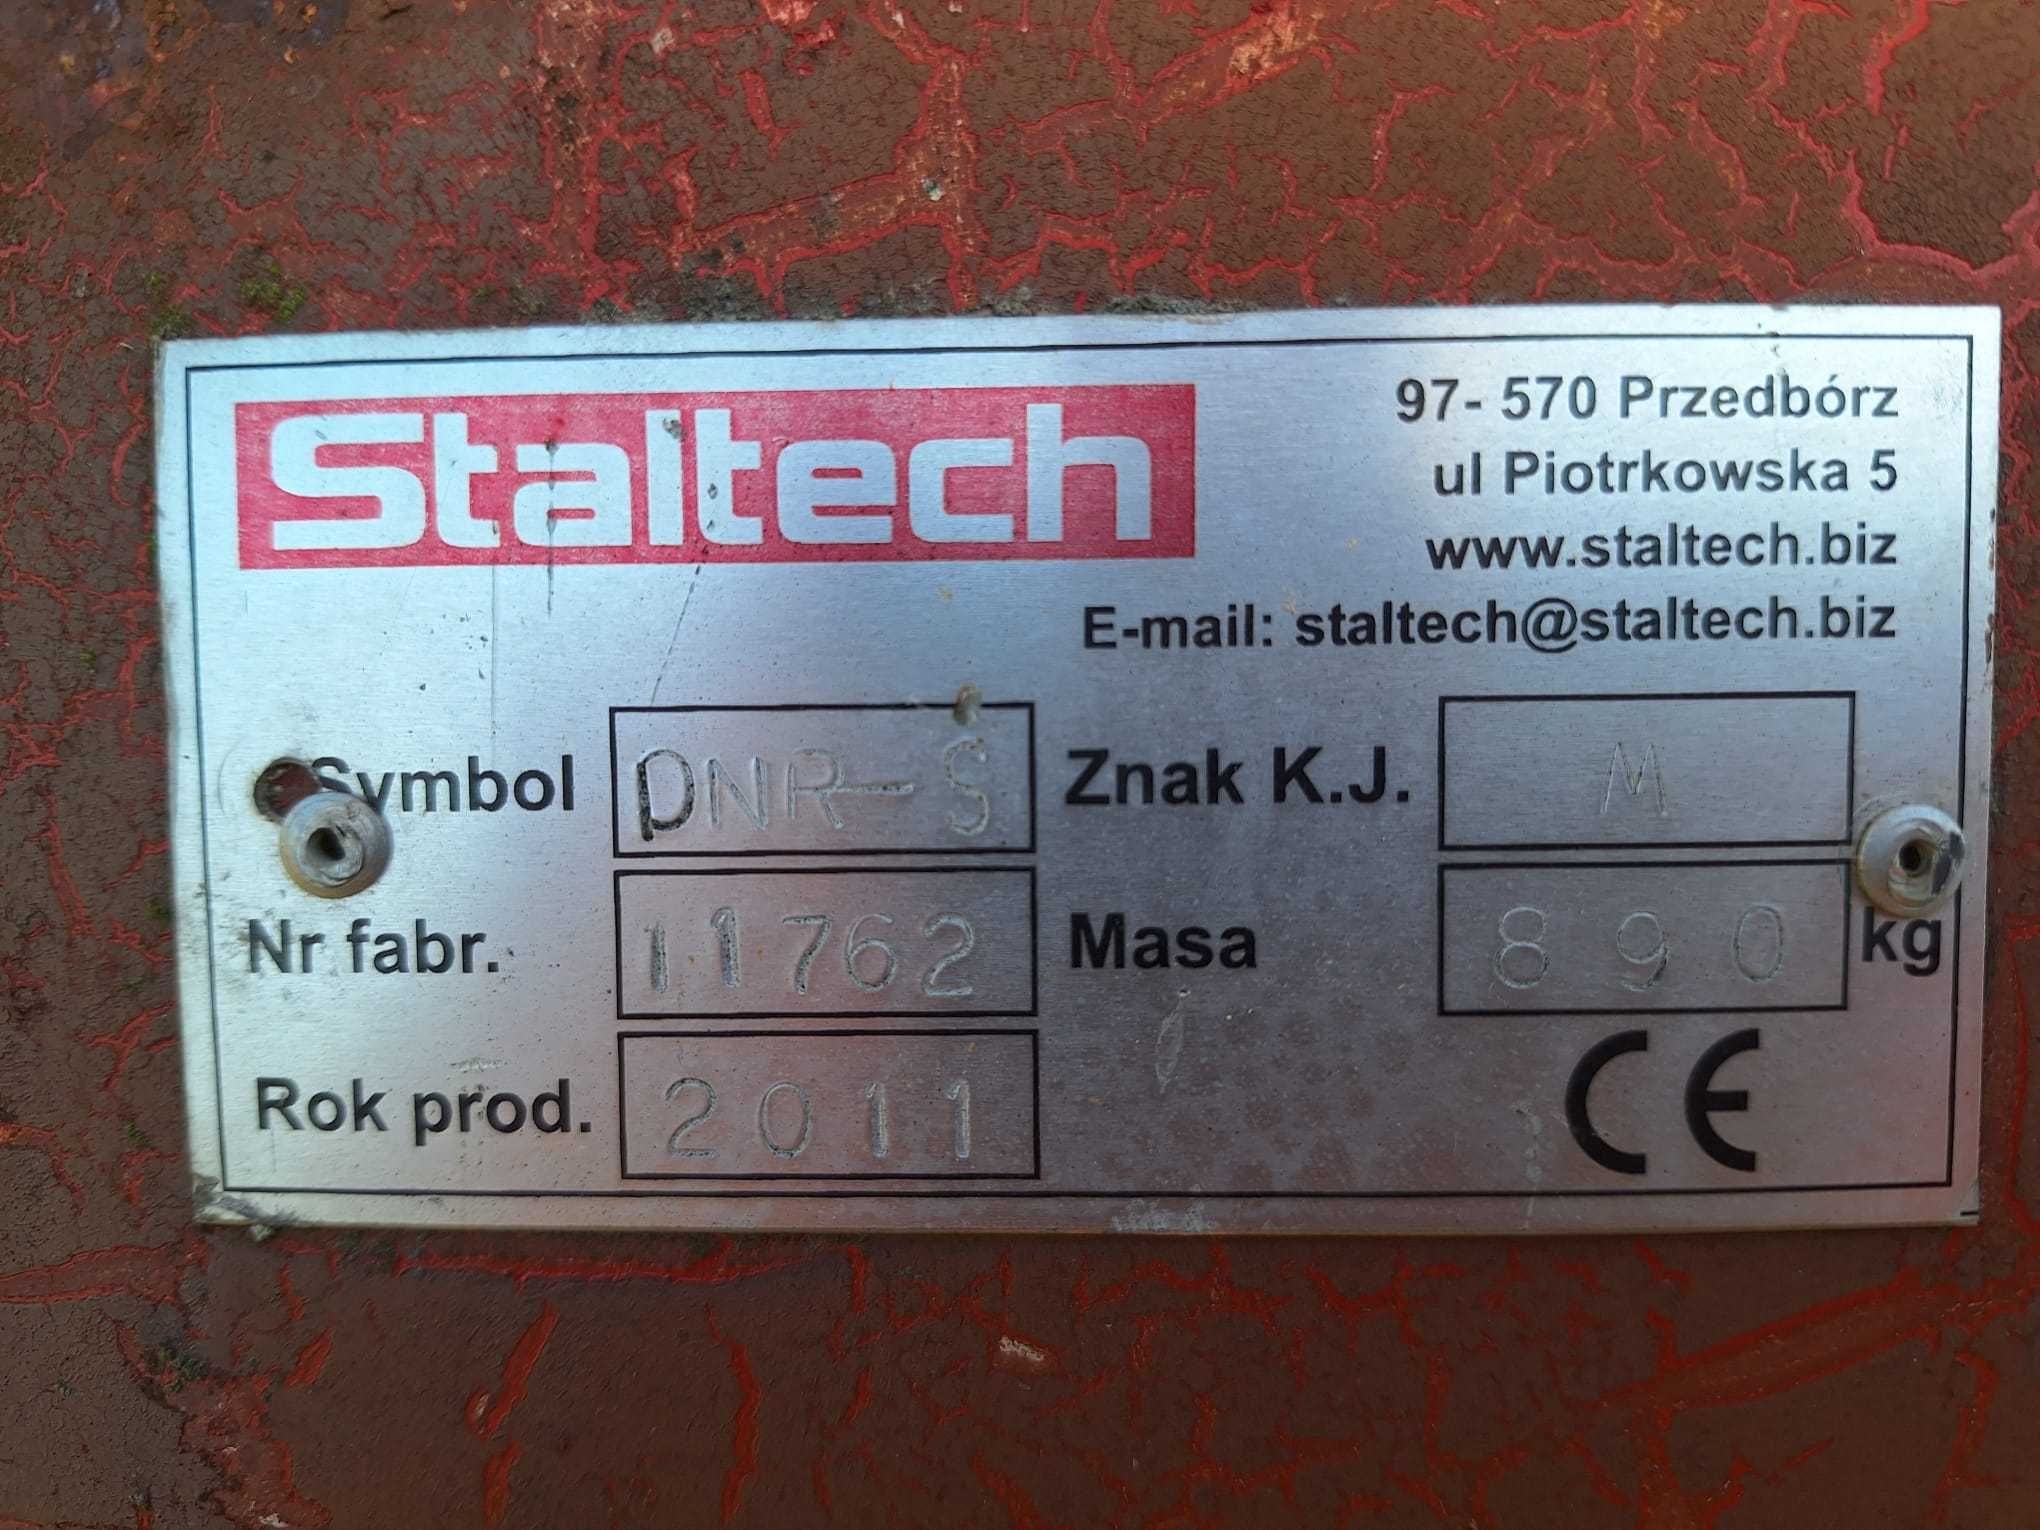 Staltech
97- 570 Przedbórz
ul Piotrkowska 5
www.staltech.biz
E-mail: staltech@staltech.biz
Symbol PNR-S Znak K.J. M
Nr fabr. 11762 Masa 890 kg
Rok prod. 2011 CE